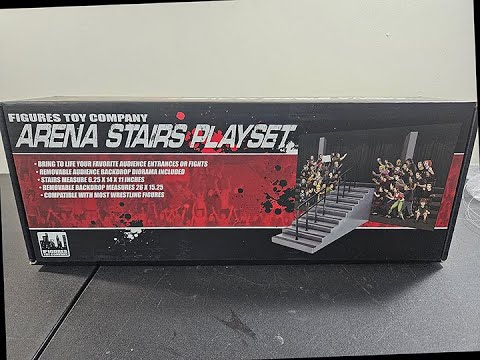 FIGURES TOY COMPANY
ARENA STAIRS PLAYSET
• BRING TO LIFE YOUR FAVORITE AUDIENCE ENTRANCES OR FIGHTS
• REMOVABLE AUDIENCE BACKDROP DIORAMA INCLUDED
• STAIRS MEASURE 6.25 X 14 X 11 INCHES
• REMOVABLE BACKDROP MEASURES 26 X 15.25
• COMPATIBLE WITH MOST WRESTLING FIGURES
FIGURES